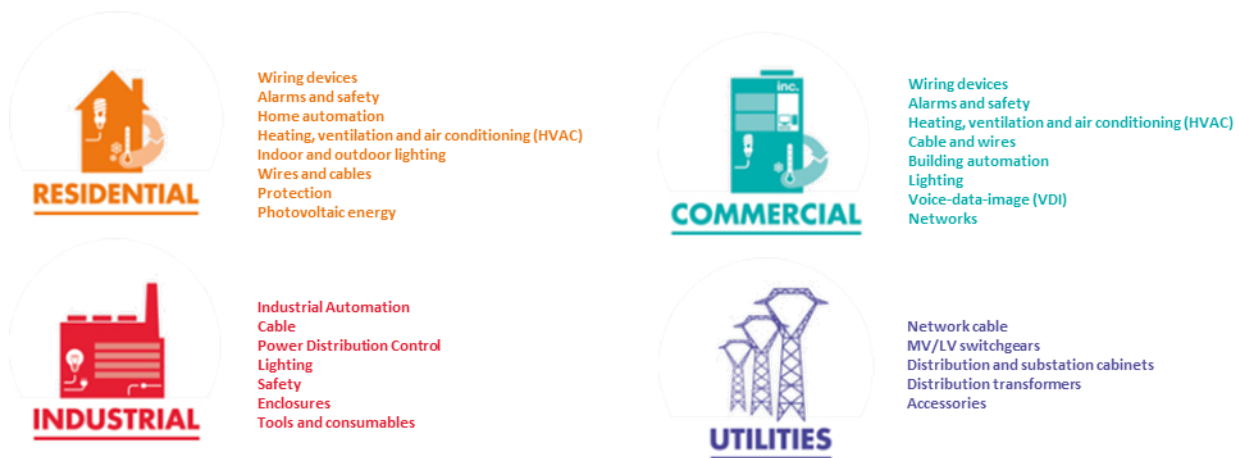 Wiring devices
Alarms and safety
Home automation
Heating, ventilation and air conditioning (HVAC)
Indoor and outdoor lighting
Wires and cables
Protection
Photovoltaic energy
RESIDENTIAL
inc.
Wiring devices
Alarms and safety
Heating, ventilation and air conditioning (HVAC)
Cable and wires
Building automation
Lighting
Voice-data-image (VDI)
Networks
COMMERCIAL
Industrial Automation
Cable
Power Distribution Control
Lighting
Safety
Enclosures
Tools and consumables
INDUSTRIAL
Network cable
MV/LV switchgears
Distribution and substation cabinets
Distribution transformers
Accessories
UTILITIES